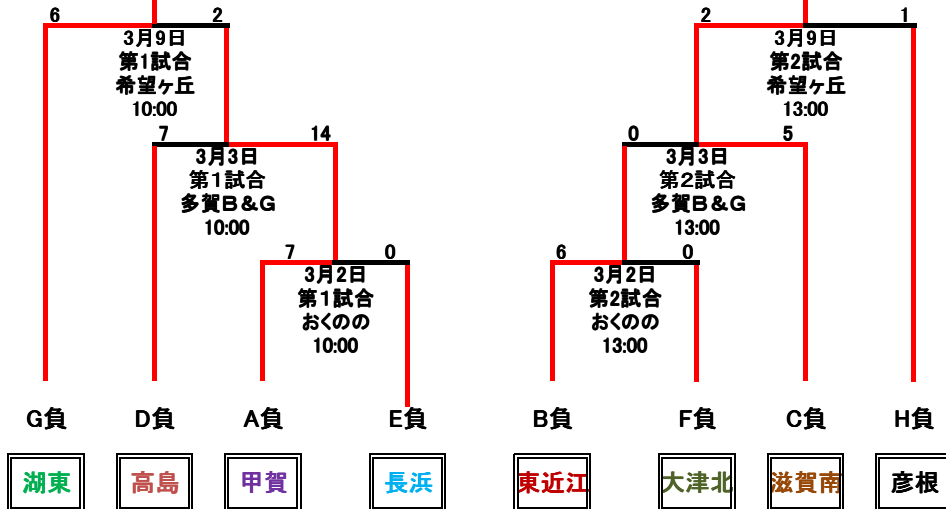 6 2 2 1
3月9日
第1試合
希望ヶ丘
10:00
3月9日
第2試合
希望ヶ丘
13:00
7 14 0 5
3月3日
第１試合
多賀Ｂ＆Ｇ
10:00
3月3日
第２試合
多賀Ｂ＆Ｇ
13:00
7 0 6 0
3月2日
第１試合
おくのの
10:00
3月2日
第2試合
おくのの
13:00
G負 D負 A負 E負 B負 F負 C負 H負
湖東 高島 甲賀 長浜 東近江 大津北 滋賀南 彦根